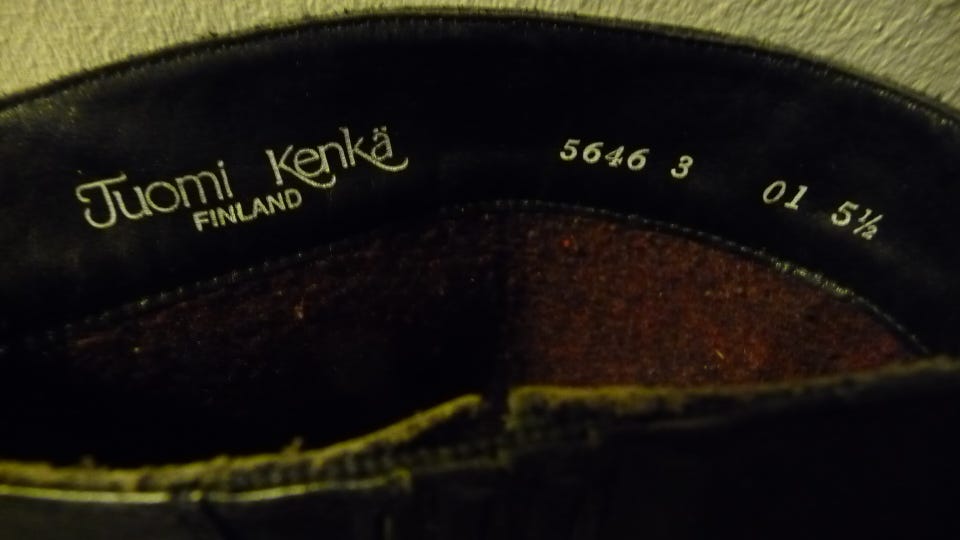 Tuomi Kenkä
FINLAND
5646 3 01 5½